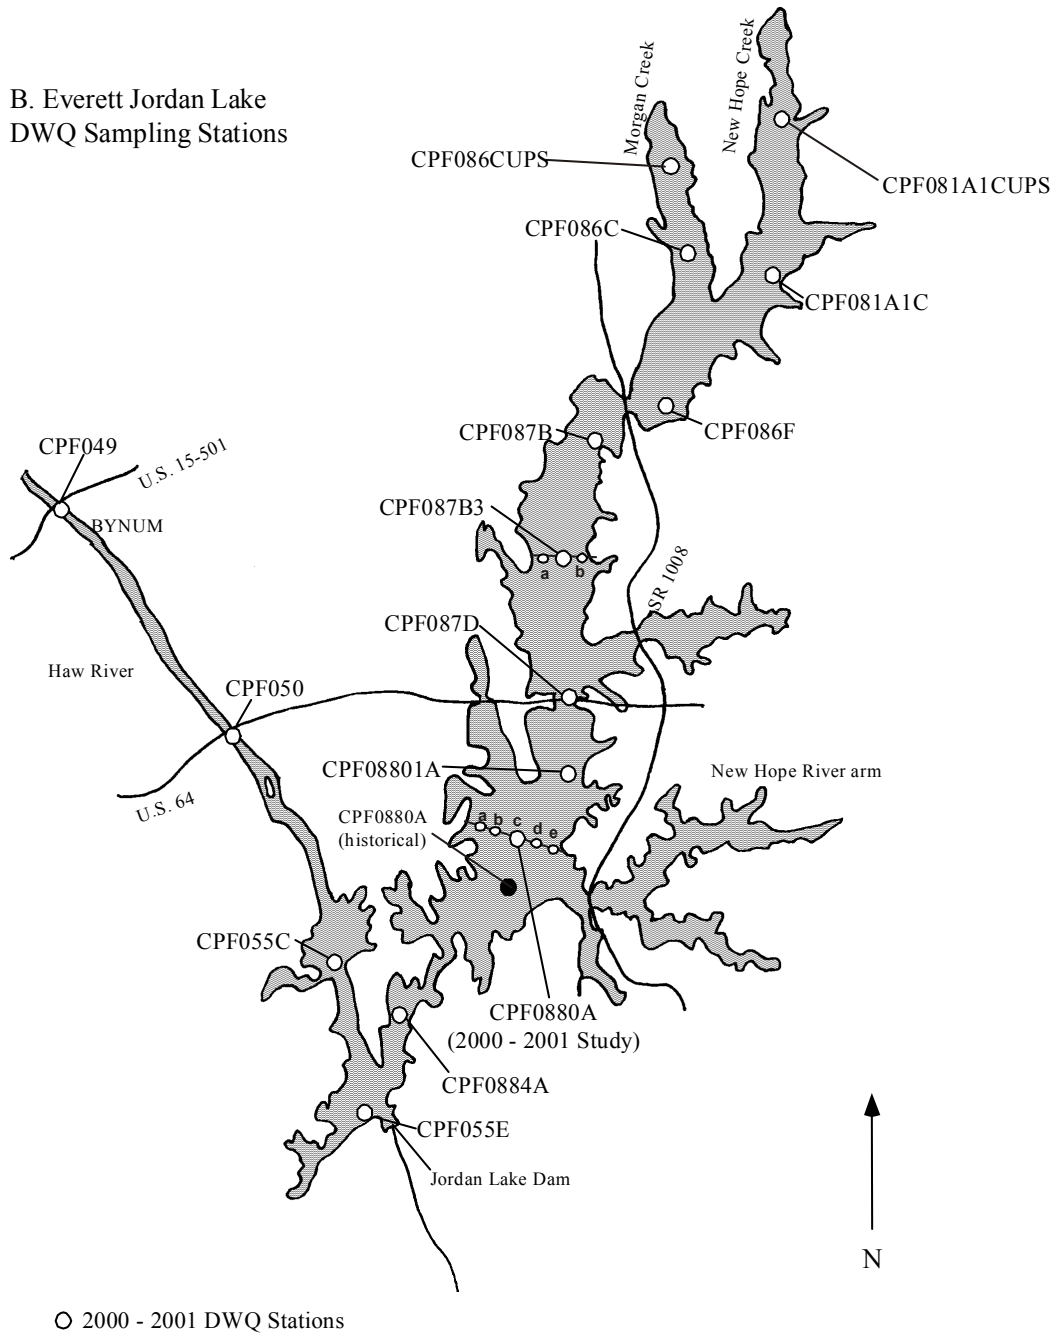 B. Everett Jordan Lake
DWQ Sampling Stations
Morgan Creek
New Hope Creek
CPF086CUPS
CPF081A1CUPS
CPF086C
CPF081A1C
CPF086F
CPF087B
CPF049
U.S. 15-501
BYNUM
CPF087B3
a
b
SR 1008
CPF087D
Haw River
CPF050
U.S. 64
CPF08801A
New Hope River arm
CPF0880A
(historical)
a b c d e
CPF055C
CPF0880A
(2000 - 2001 Study)
CPF0884A
CPF055E
Jordan Lake Dam
N
2000 - 2001 DWQ Stations